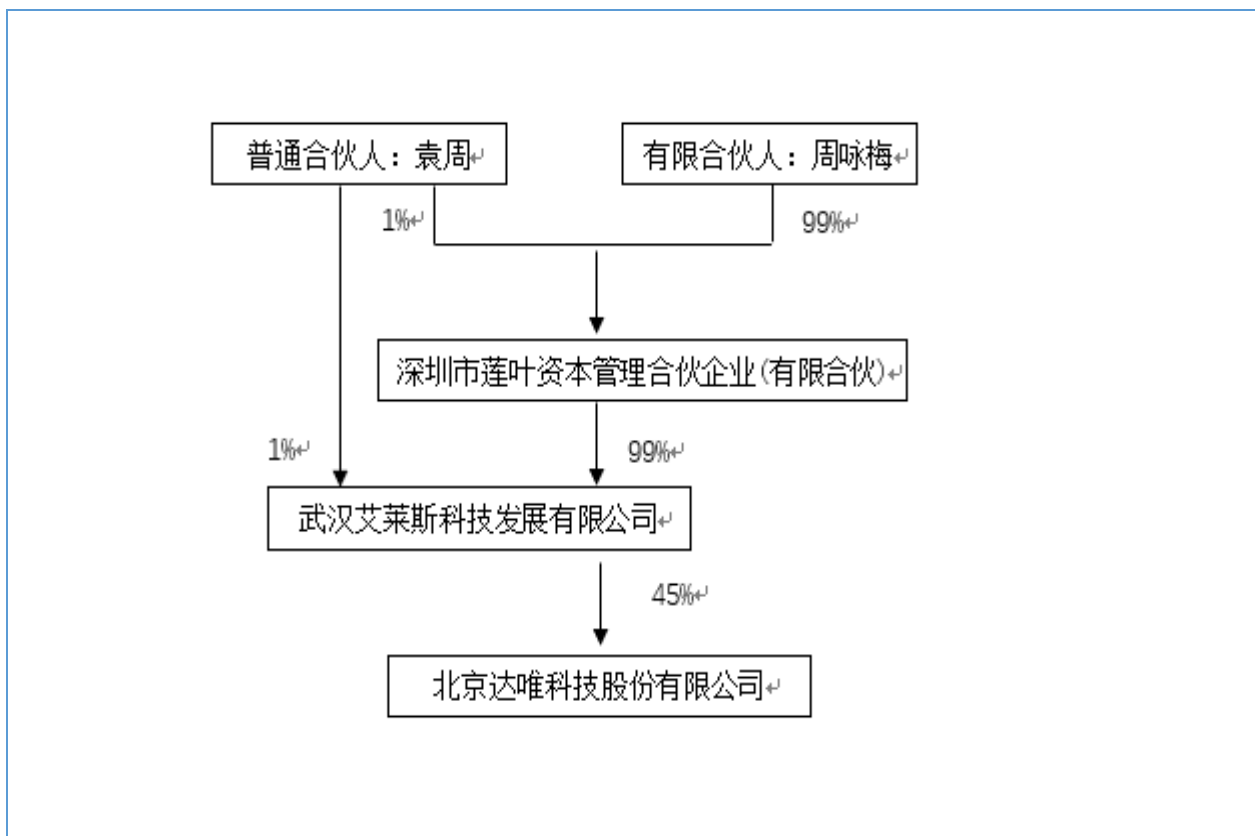 普通合伙人：袁周↵
有限合伙人：周咏梅↵
1%↵
99%↵
深圳市莲叶资本管理合伙企业(有限合伙)↵
1%↵
99%↵
武汉艾莱斯科技发展有限公司↵
45%↵
北京达唯科技股份有限公司↵